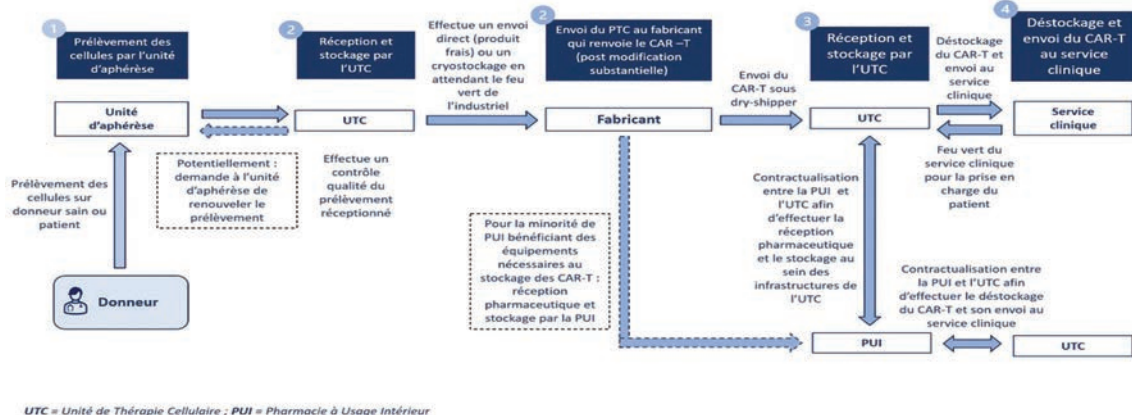 1
Prélèvement des
cellules par l'unité
d'aphérèse
2
Réception et
stockage par
l'UTC
Effectue un envoi
direct (produit
frais) ou un
cryostockage en
attendant le feu
vert de
l'industriel
2
Envoi du PTC au fabricant
qui renvoie le CAR –T
(post modification
substantielle)
3
Réception et
stockage par
l'UTC
4
Déstockage et
envoi du CAR-T
au service
clinique
Déstockage
du CAR-T et
envoi au
service
clinique
Envoi du
CAR-T sous
dry-shipper
Unité
d'aphérèse
UTC
Fabricant
UTC
Service
clinique
Prélèvement des
cellules sur
donneur sain ou
patient
Potentiellement :
demande à l'unité
d'aphérèse de
renouveler le
prélèvement
Effectue un
contrôle
qualité du
prélèvement
réceptionné
Feu vert du
service clinique
pour la prise en
charge du
patient
Pour la minorité de
PUI bénéficiant des
équipements
nécessaires au
stockage des CAR-T :
réception
pharmaceutique et
stockage par la PUI
Contractualisation
entre la PUI et
l'UTC afin
d'effectuer la
réception
pharmaceutique
et le stockage au
sein des
infrastructures de
l'UTC
Contractualisation entre
la PUI et l'UTC afin
d'effectuer le déstockage
du CAR-T et son envoi au
service clinique
Donneur
PUI
UTC
UTC = Unité de Thérapie Cellulaire ; PUI = Pharmacie à Usage Intérieur